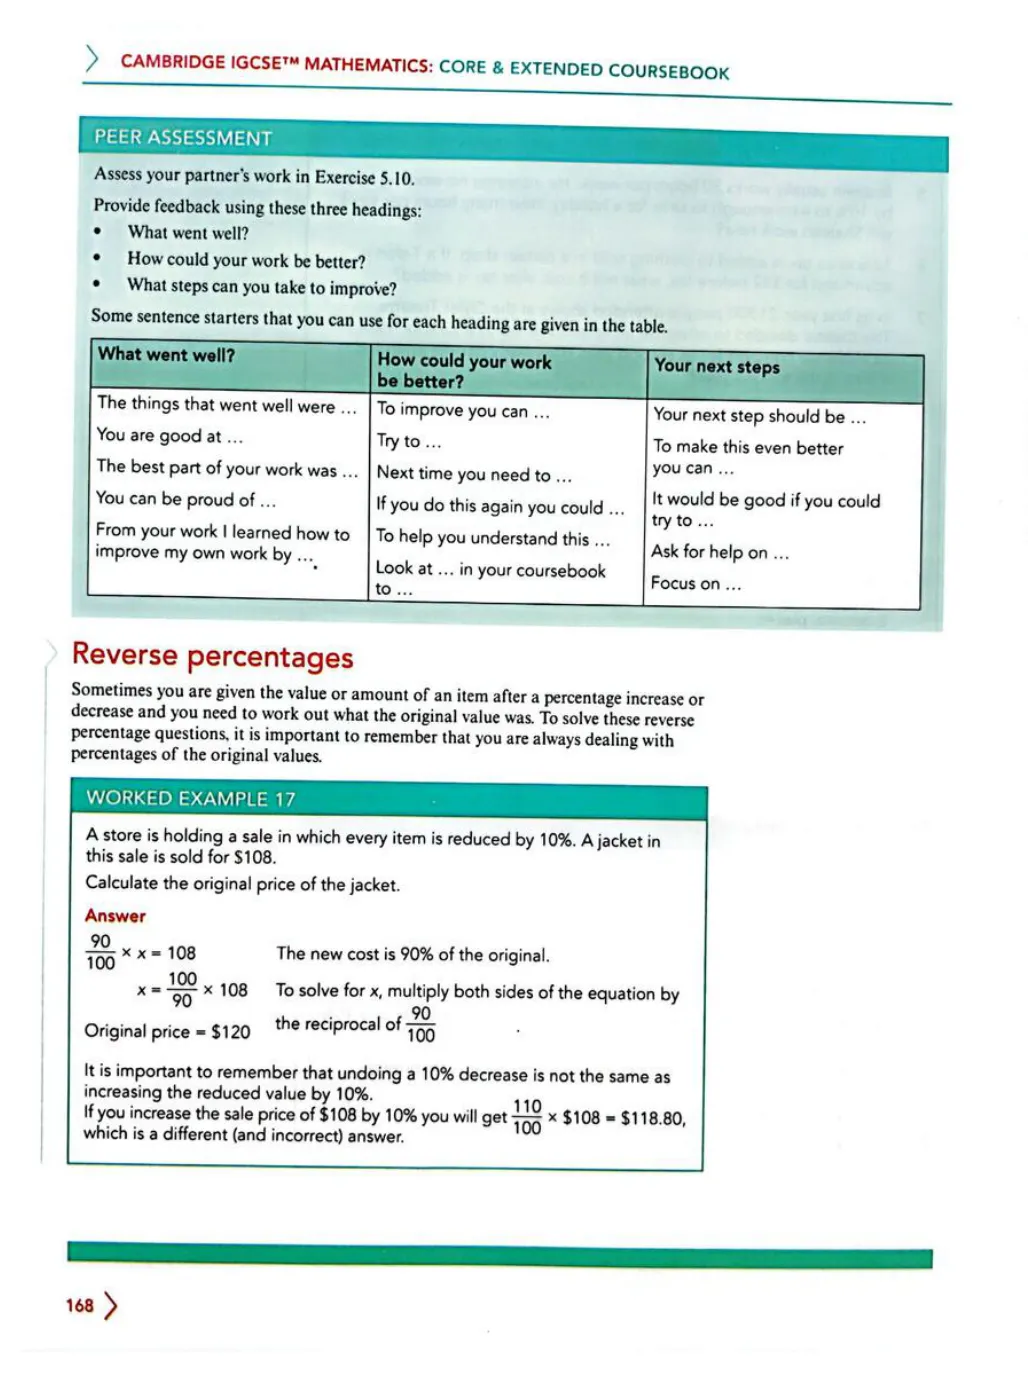 CAMBRIDGE IGCSE™ MATHEMATICS: CORE & EXTENDED COURSEBOOK
PEER ASSESSMENT
Assess your partner's work in Exercise 5.10.
Provide feedback using these three headings:
• What went well?
• How could your work be better?
• What steps can you take to improve?
Some sentence starters that you can use for each heading are given in the table.
What went well?
The things that went well were ...
You are good at ...
The best part of your work was ...
You can be proud of ...
From your work I learned how to
improve my own work by ...
How could your work
be better?
To improve you can ...
Try to ...
Next time you need to ...
If you do this again you could ...
To help you understand this ...
Look at ... in your coursebook
to ...
Your next steps
Your next step should be ...
To make this even better
you can ...
It would be good if you could
try to ...
Ask for help on ...
Focus on ...
Reverse percentages
Sometimes you are given the value or amount of an item after a percentage increase or
decrease and you need to work out what the original value was. To solve these reverse
percentage questions, it is important to remember that you are always dealing with
percentages of the original values.
WORKED EXAMPLE 17
A store is holding a sale in which every item is reduced by 10%. A jacket in
this sale is sold for $108.
Calculate the original price of the jacket.
Answer
90/100 × x = 108 The new cost is 90% of the original.
x = 100/90 × 108 To solve for x, multiply both sides of the equation by
Original price = $120 the reciprocal of 90/100
It is important to remember that undoing a 10% decrease is not the same as
increasing the reduced value by 10%.
If you increase the sale price of $108 by 10% you will get 110/100 × $108 = $118.80,
which is a different (and incorrect) answer.
168